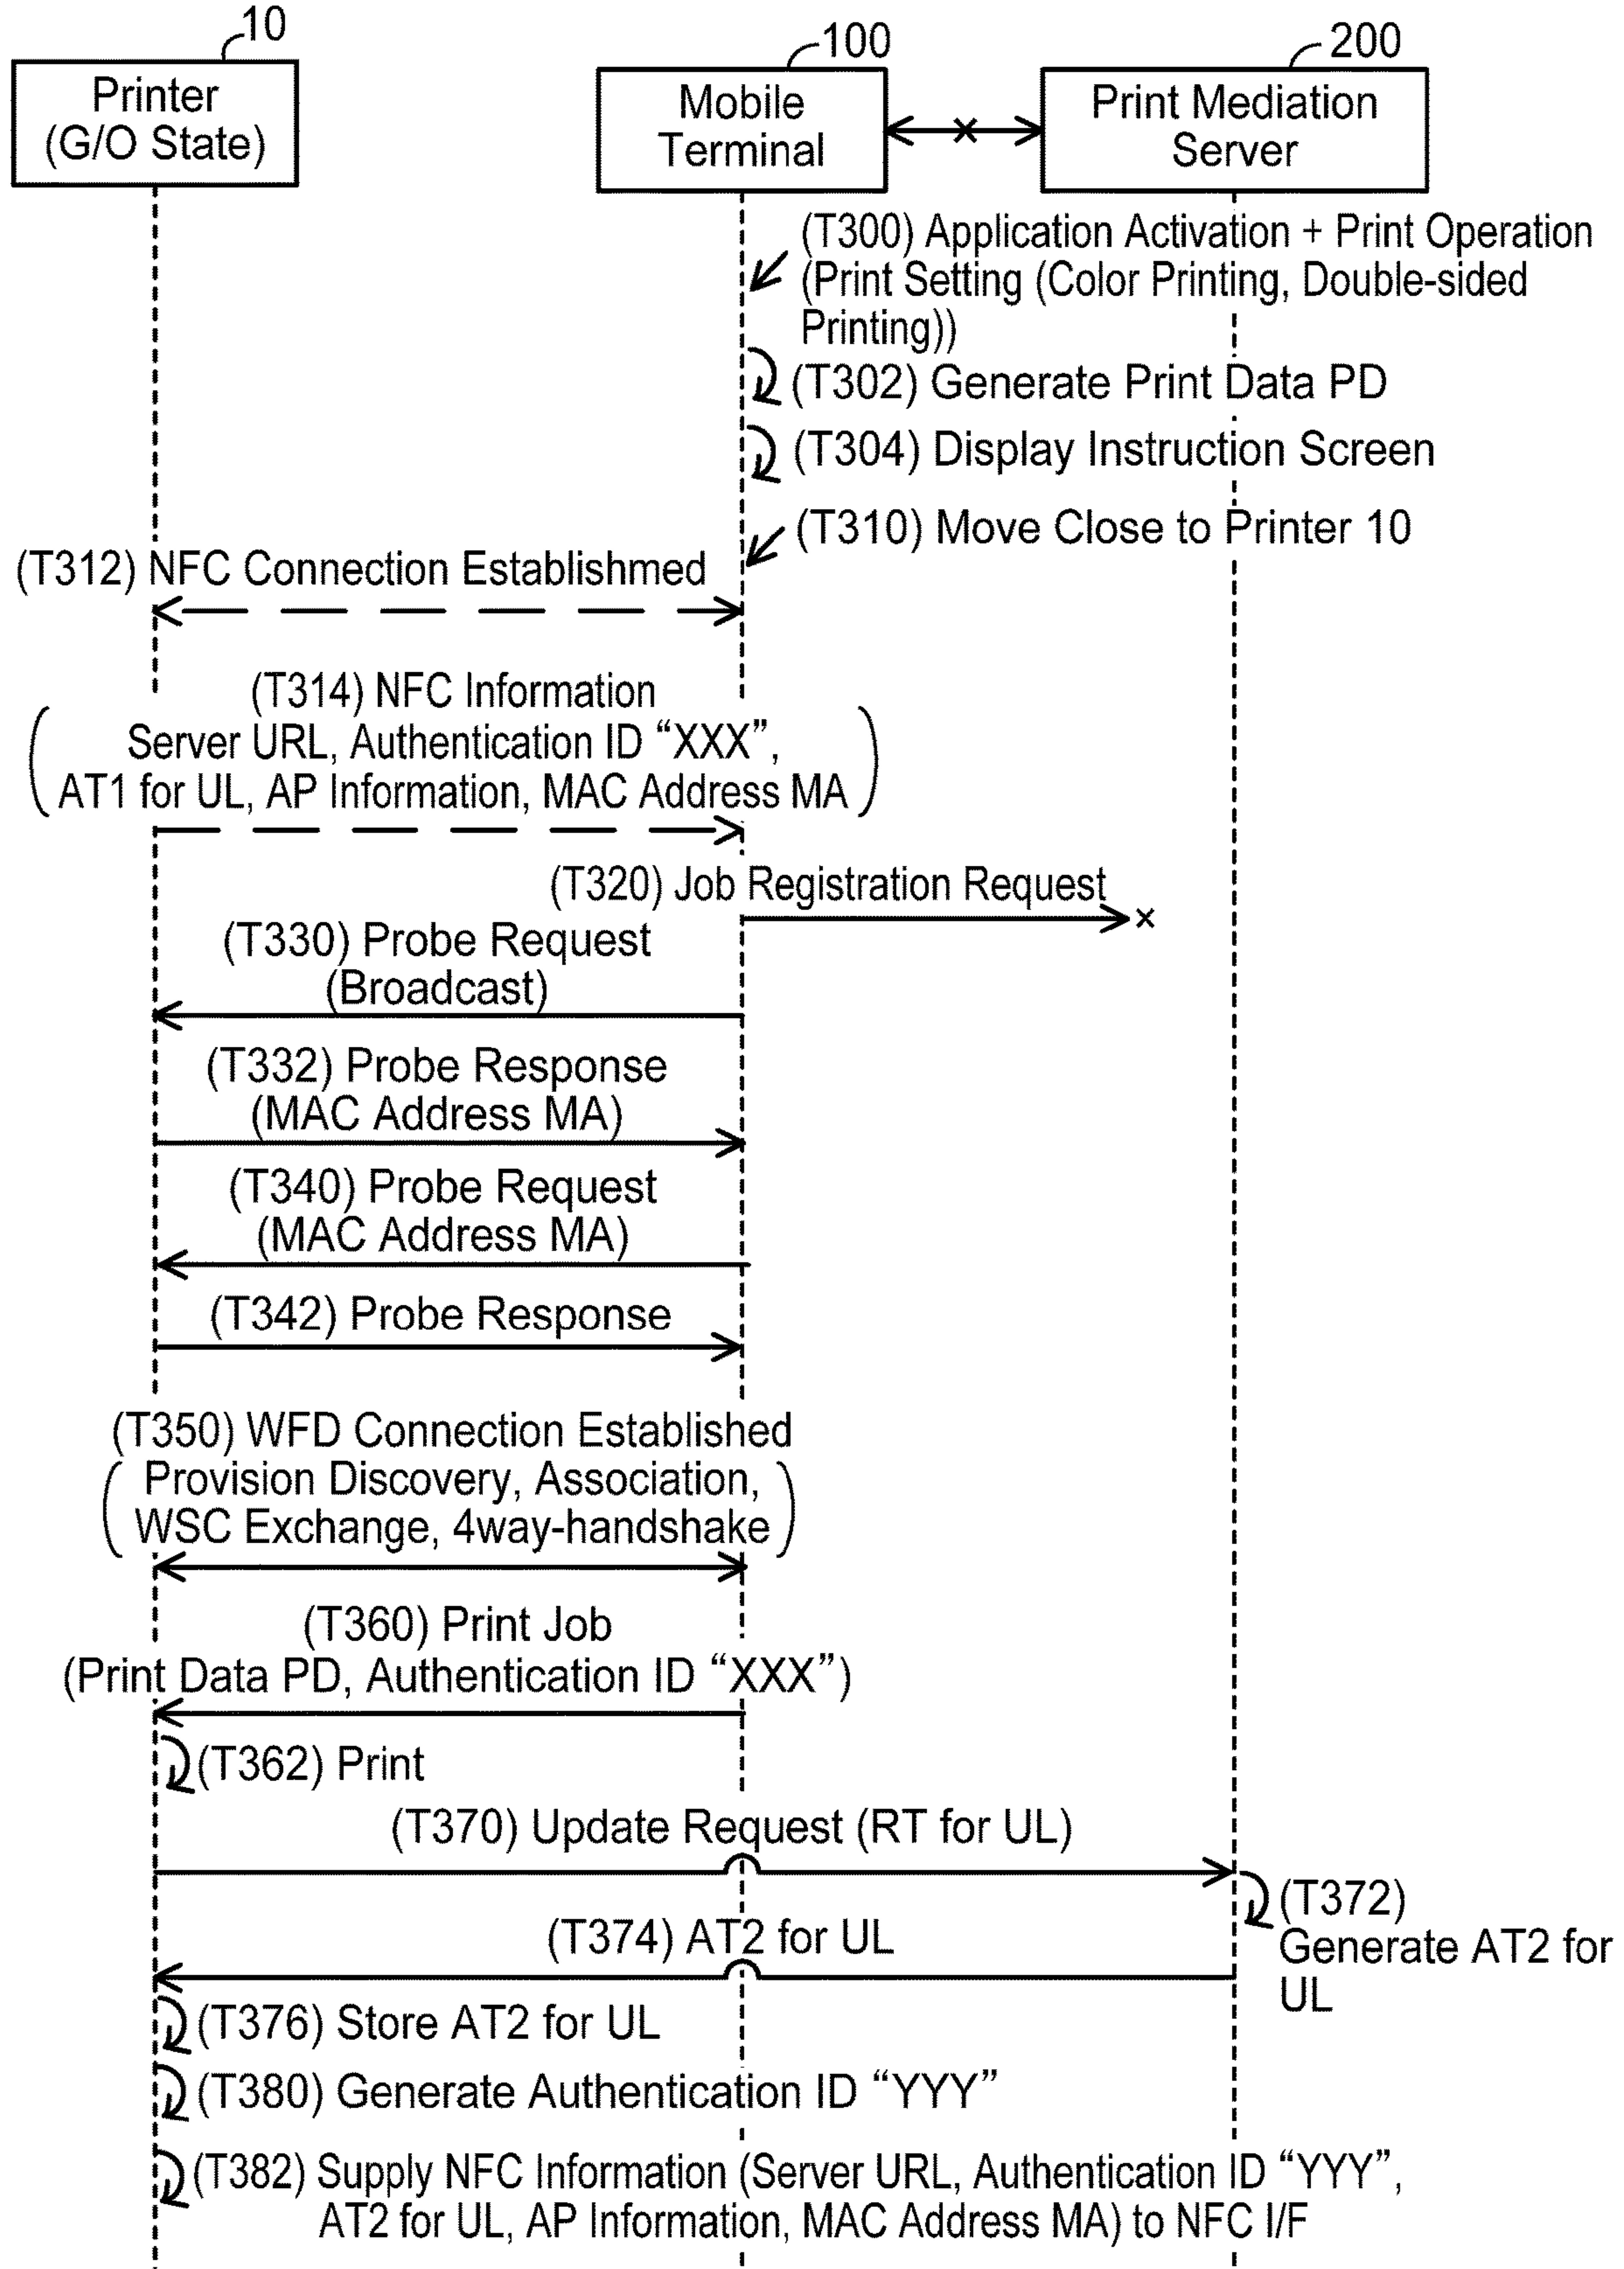 10
100
200
Printer
(G/O State)
Mobile
Terminal
Print Mediation
Server
(T300) Application Activation + Print Operation
(Print Setting (Color Printing, Double-sided
Printing))
(T302) Generate Print Data PD
(T304) Display Instruction Screen
(T310) Move Close to Printer 10
(T312) NFC Connection Establishmed
(T314) NFC Information
Server URL, Authentication ID “XXX”,
AT1 for UL, AP Information, MAC Address MA
(T320) Job Registration Request
(T330) Probe Request
(Broadcast)
(T332) Probe Response
(MAC Address MA)
(T340) Probe Request
(MAC Address MA)
(T342) Probe Response
(T350) WFD Connection Established
Provision Discovery, Association,
WSC Exchange, 4way-handshake
(T360) Print Job
(Print Data PD, Authentication ID “XXX”)
(T362) Print
(T370) Update Request (RT for UL)
(T372)
Generate AT2 for
UL
(T374) AT2 for UL
(T376) Store AT2 for UL
(T380) Generate Authentication ID “YYY”
(T382) Supply NFC Information (Server URL, Authentication ID “YYY”,
AT2 for UL, AP Information, MAC Address MA) to NFC I/F